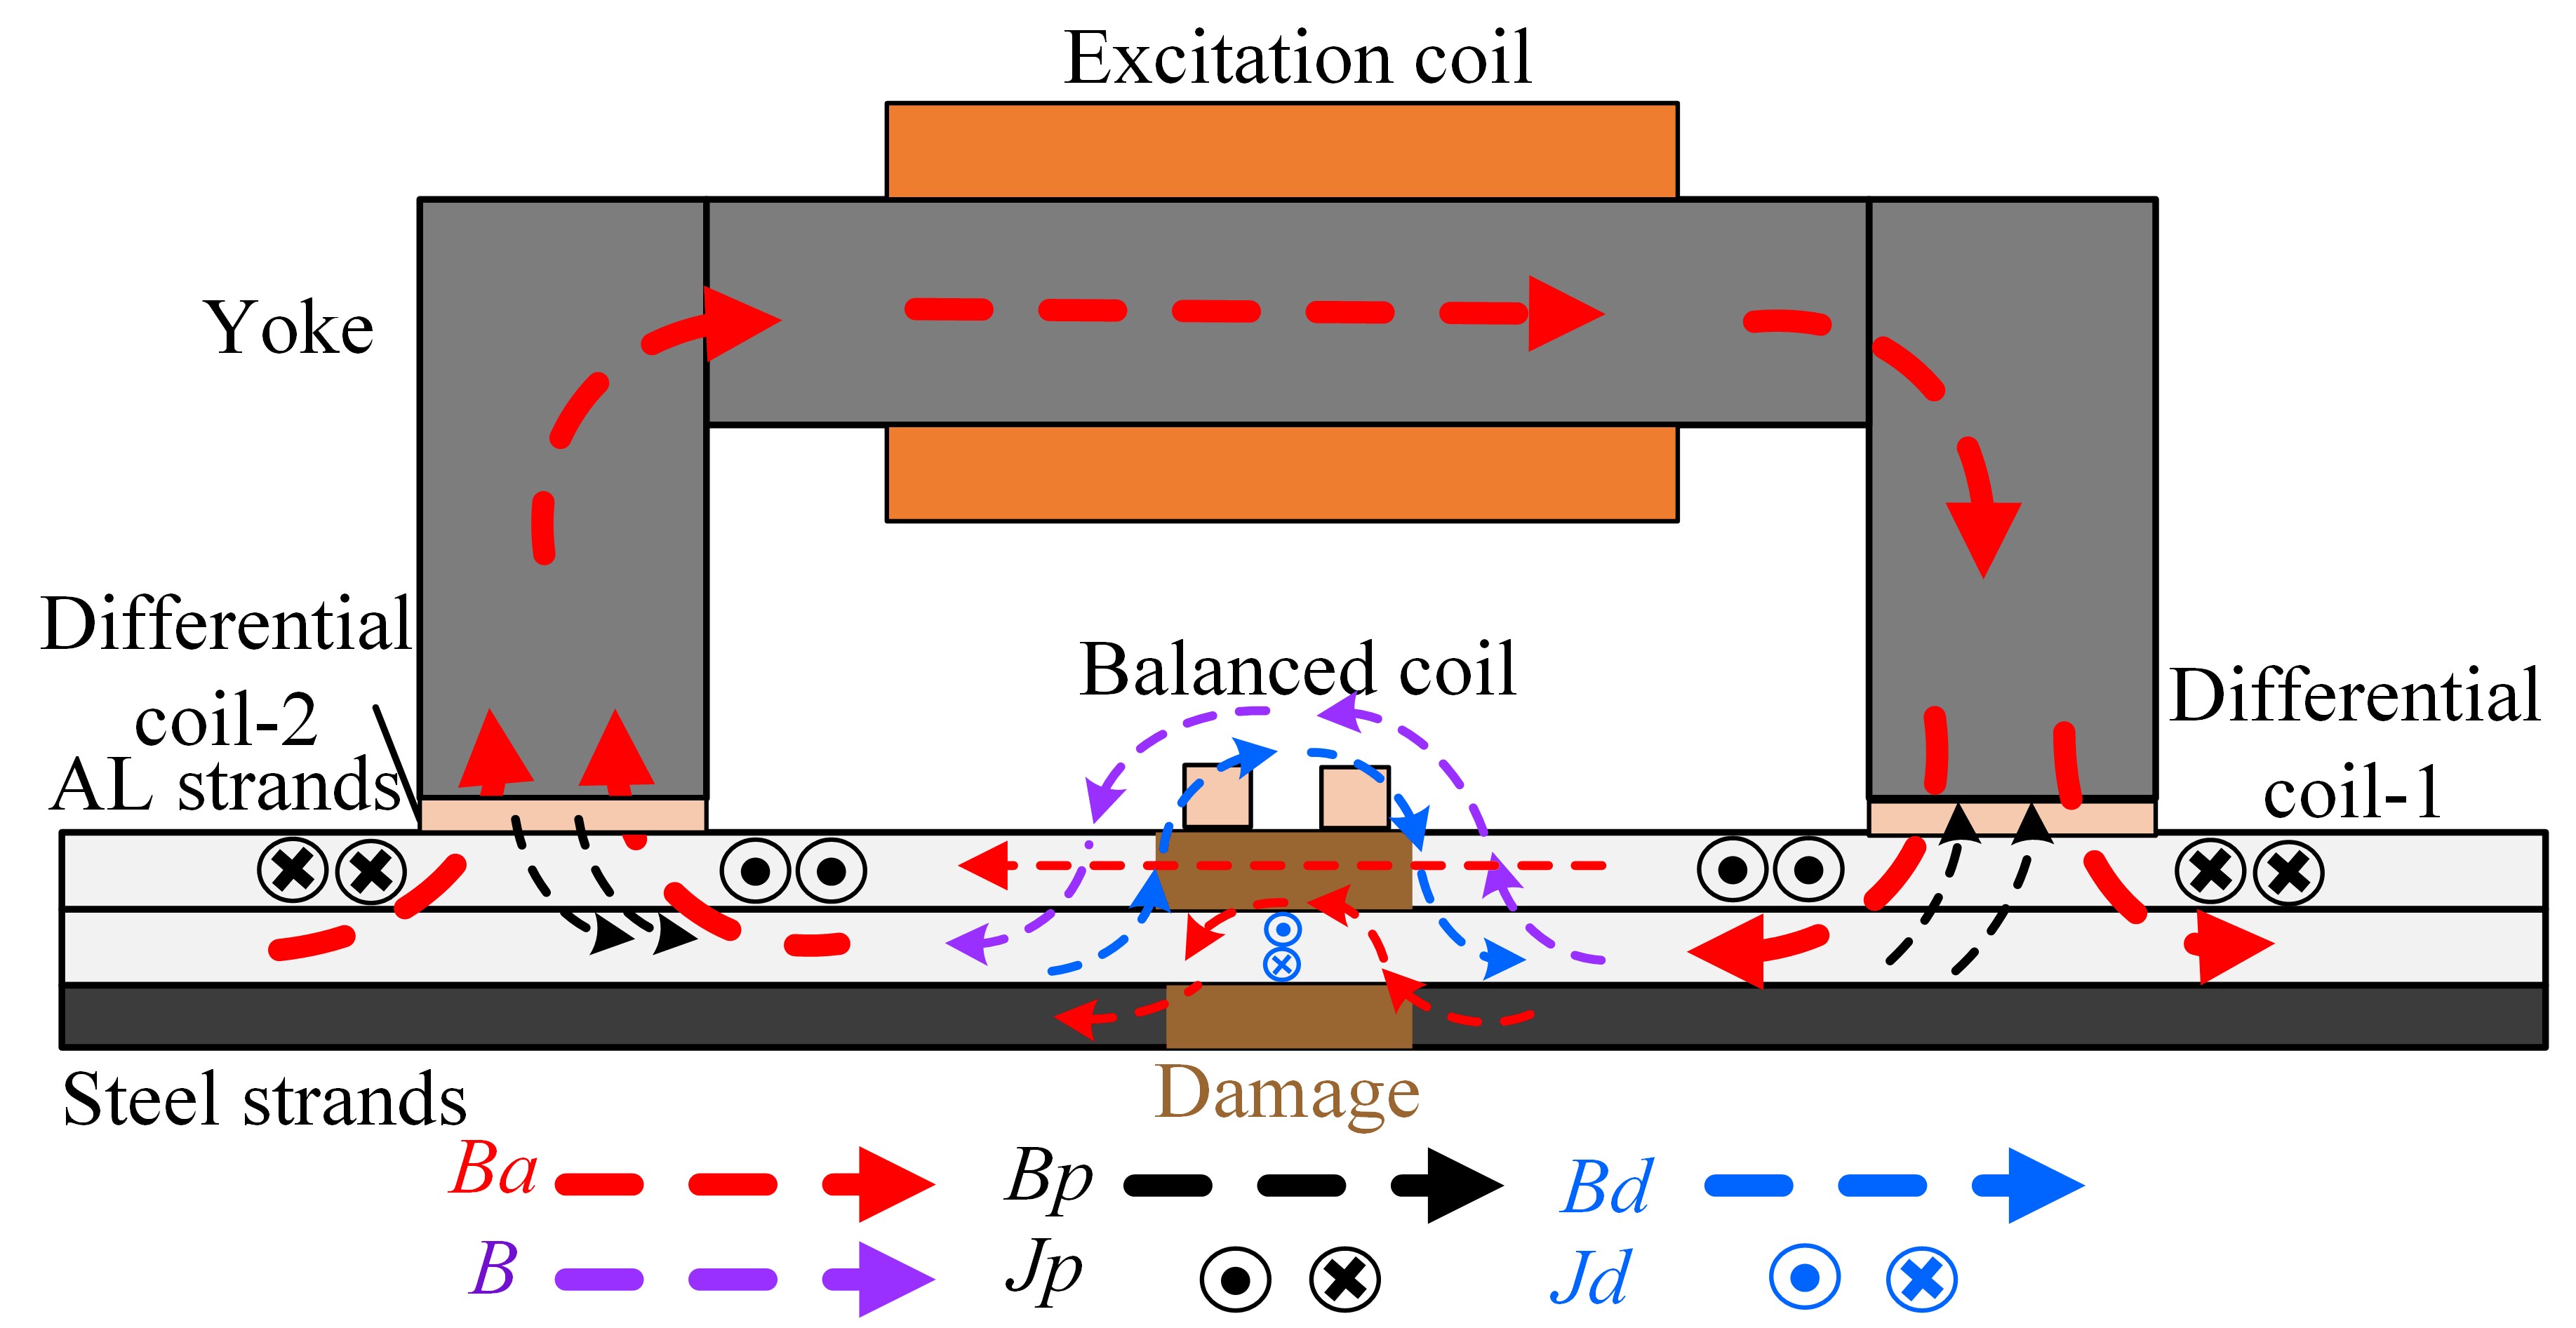 Excitation coil
Yoke
Differential
coil-2
AL strands
Balanced coil
Differential
coil-1
Steel strands
Damage
Ba
Bp
Bd
B
Jp
Jd